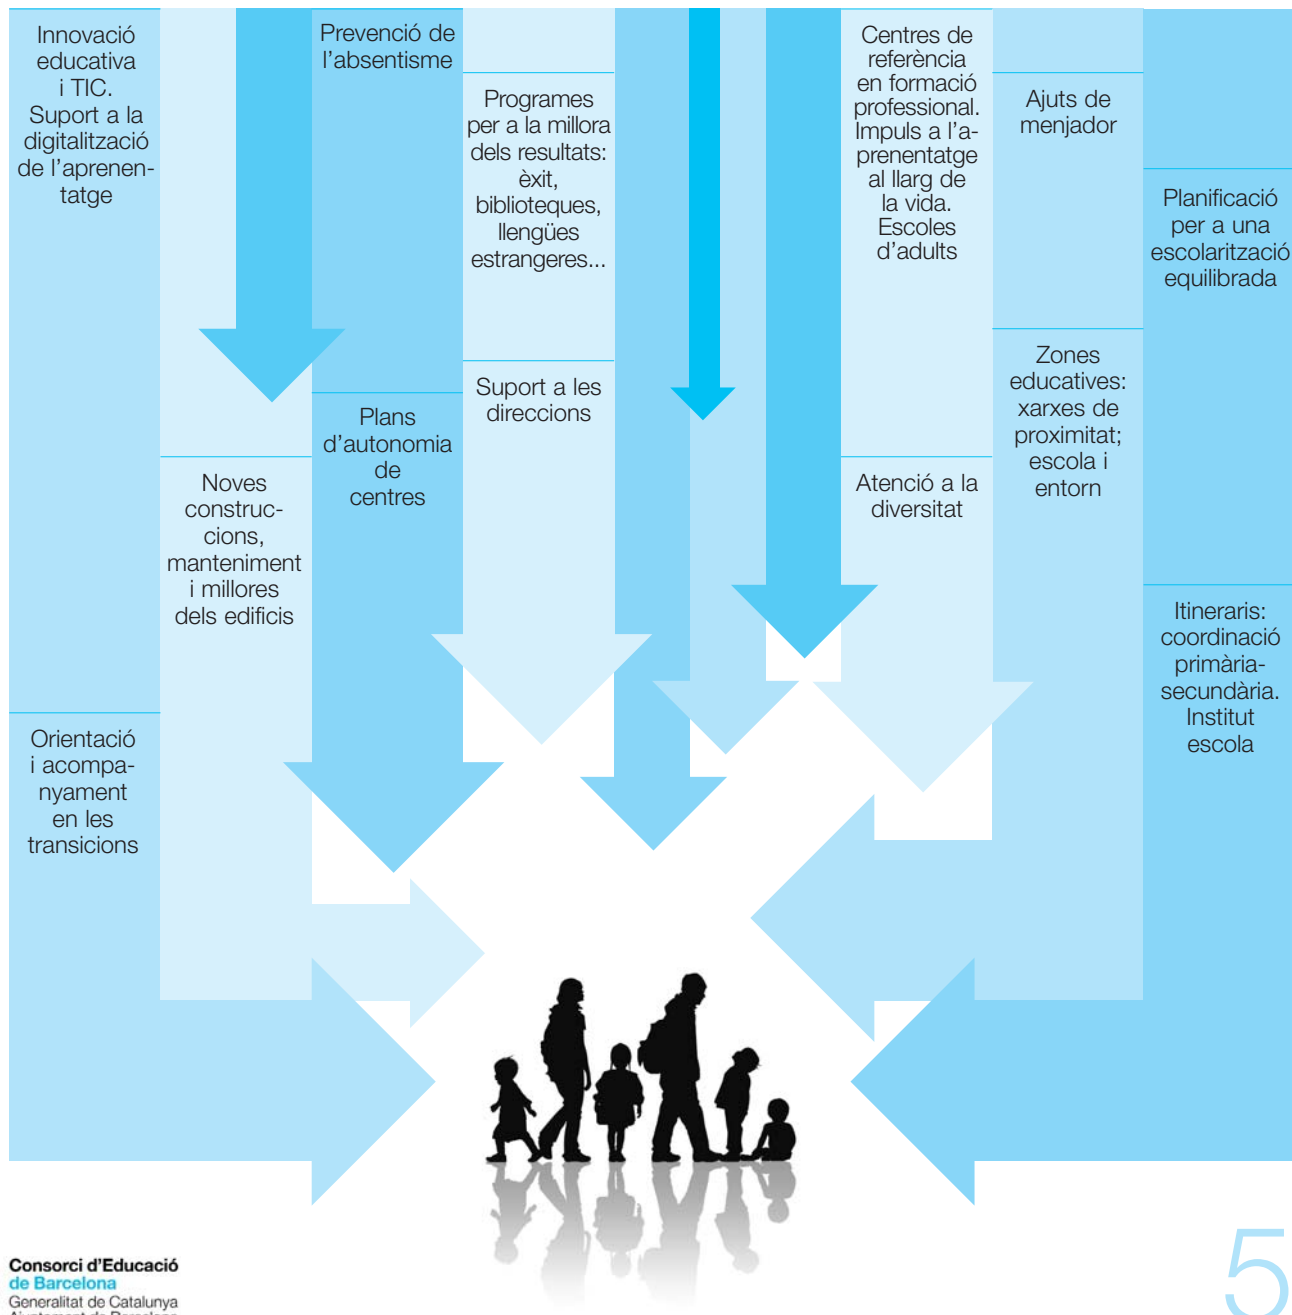 Innovació
educativa
i TIC.
Suport a la
digitalització
de l’aprenen-
tatge
Orientació
i acompa-
nyament
en les
transicions
Noves
construc-
cions,
manteniment
i millores
dels edificis
Prevenció de
l’absentisme
Plans
d’autonomia
de
centres
Programes
per a la millora
dels resultats:
èxit,
biblioteques,
llengües
estrangeres...
Suport a les
direccions
Centres de
referència
en formació
professional.
Impuls a l’a-
prenentatge
al llarg de
la vida.
Escoles
d’adults
Atenció a la
diversitat
Ajuts de
menjador
Zones
educatives:
xarxes de
proximitat;
escola i
entorn
Planificació
per a una
escolarització
equilibrada
Itineraris:
coordinació
primària-
secundària.
Institut
escola
Consorci d’Educació
de Barcelona
Generalitat de Catalunya
Ajuntament de Barcelona
5